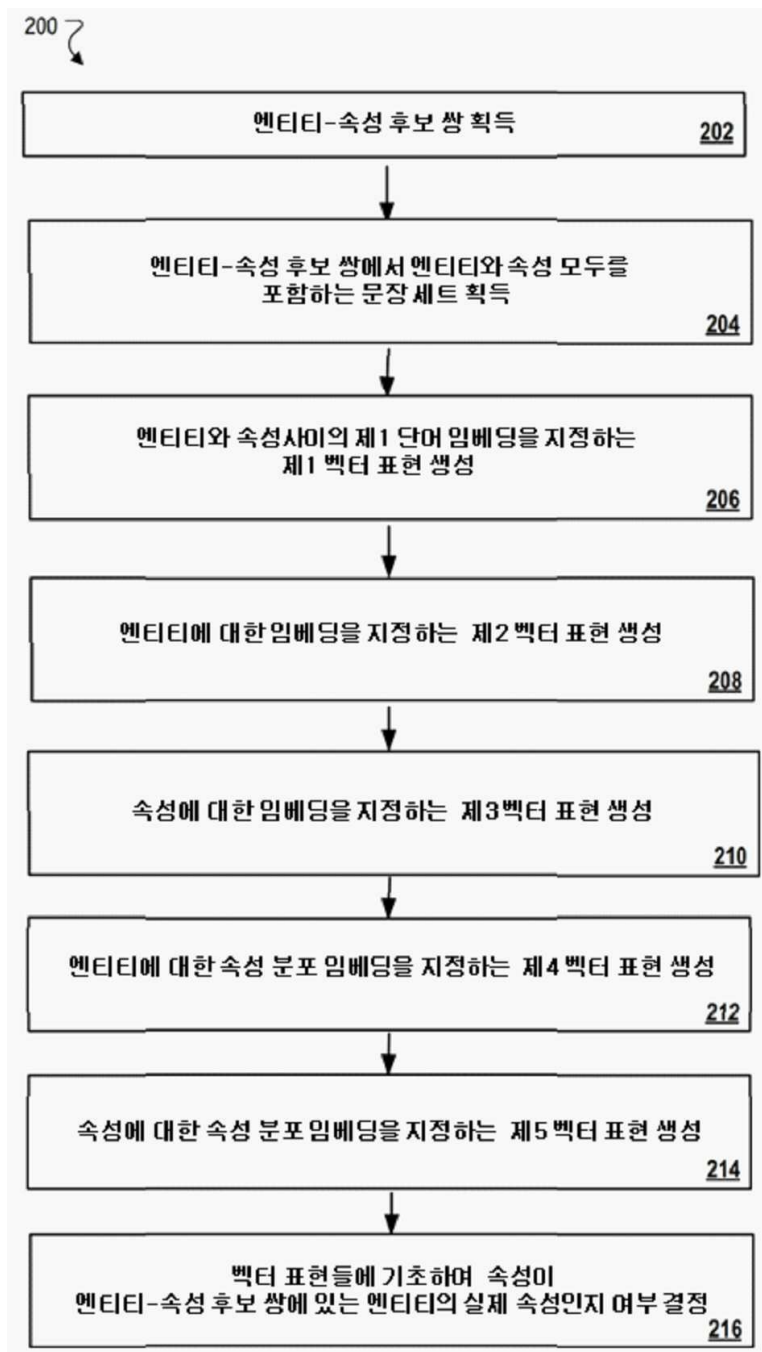 200
엔티티-속성 후보 쌍 획득
202
엔티티-속성 후보 쌍에서 엔티티와 속성 모두를
포함하는 문장 세트 획득
204
엔티티와 속성사이의 제1 단어 임베딩을 지정하는
제1 벡터 표현 생성
206
엔티티에 대한 임베딩을 지정하는 제2 벡터 표현 생성
208
속성에 대한 임베딩을 지정하는 제3벡터 표현 생성
210
엔티티에 대한 속성 분포 임베딩을 지정하는 제4 벡터 표현 생성
212
속성에 대한 속성 분포 임베딩을 지정하는 제5 벡터 표현 생성
214
벡터 표현들에 기초하여 속성이
엔티티-속성 후보 쌍에 있는 엔티티의 실제 속성인지 여부 결정
216